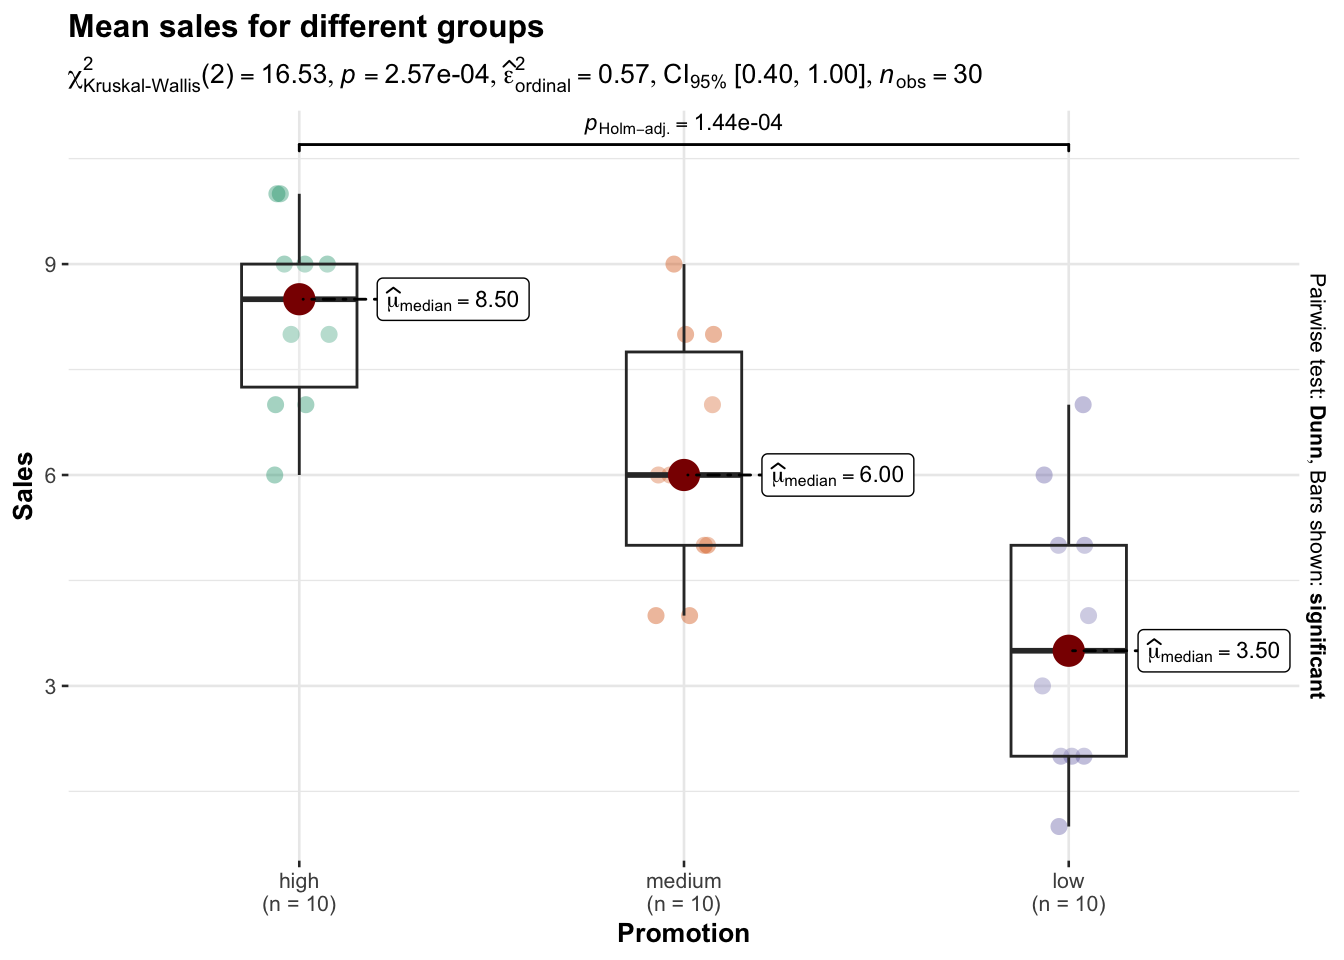 Mean sales for different groups
χ²Kruskal-Wallis(2) = 16.53, p = 2.57e-04, ε̂²ordinal = 0.57, CI95% [0.40, 1.00], nobs = 30
pHolm−adj. = 1.44e-04
9
μ̂median = 8.50
Sales
6
μ̂median = 6.00
3
μ̂median = 3.50
Pairwise test: Dunn, Bars shown: significant
high
(n = 10)
medium
(n = 10)
low
(n = 10)
Promotion